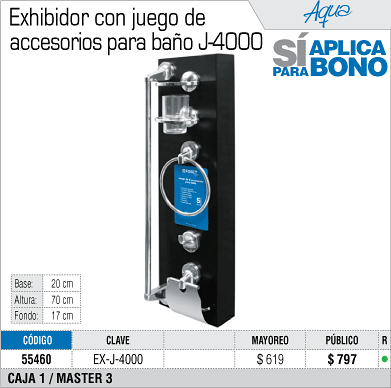 Exhibidor con juego de
accesorios para baño J-4000
Aqua
SÍ APLICA
PARA BONO
Base: 20 cm
Altura: 70 cm
Fondo: 17 cm
CÓDIGO CLAVE MAYOREO PÚBLICO R
55460 EX-J-4000 $ 619 $ 797
CAJA 1 / MASTER 3